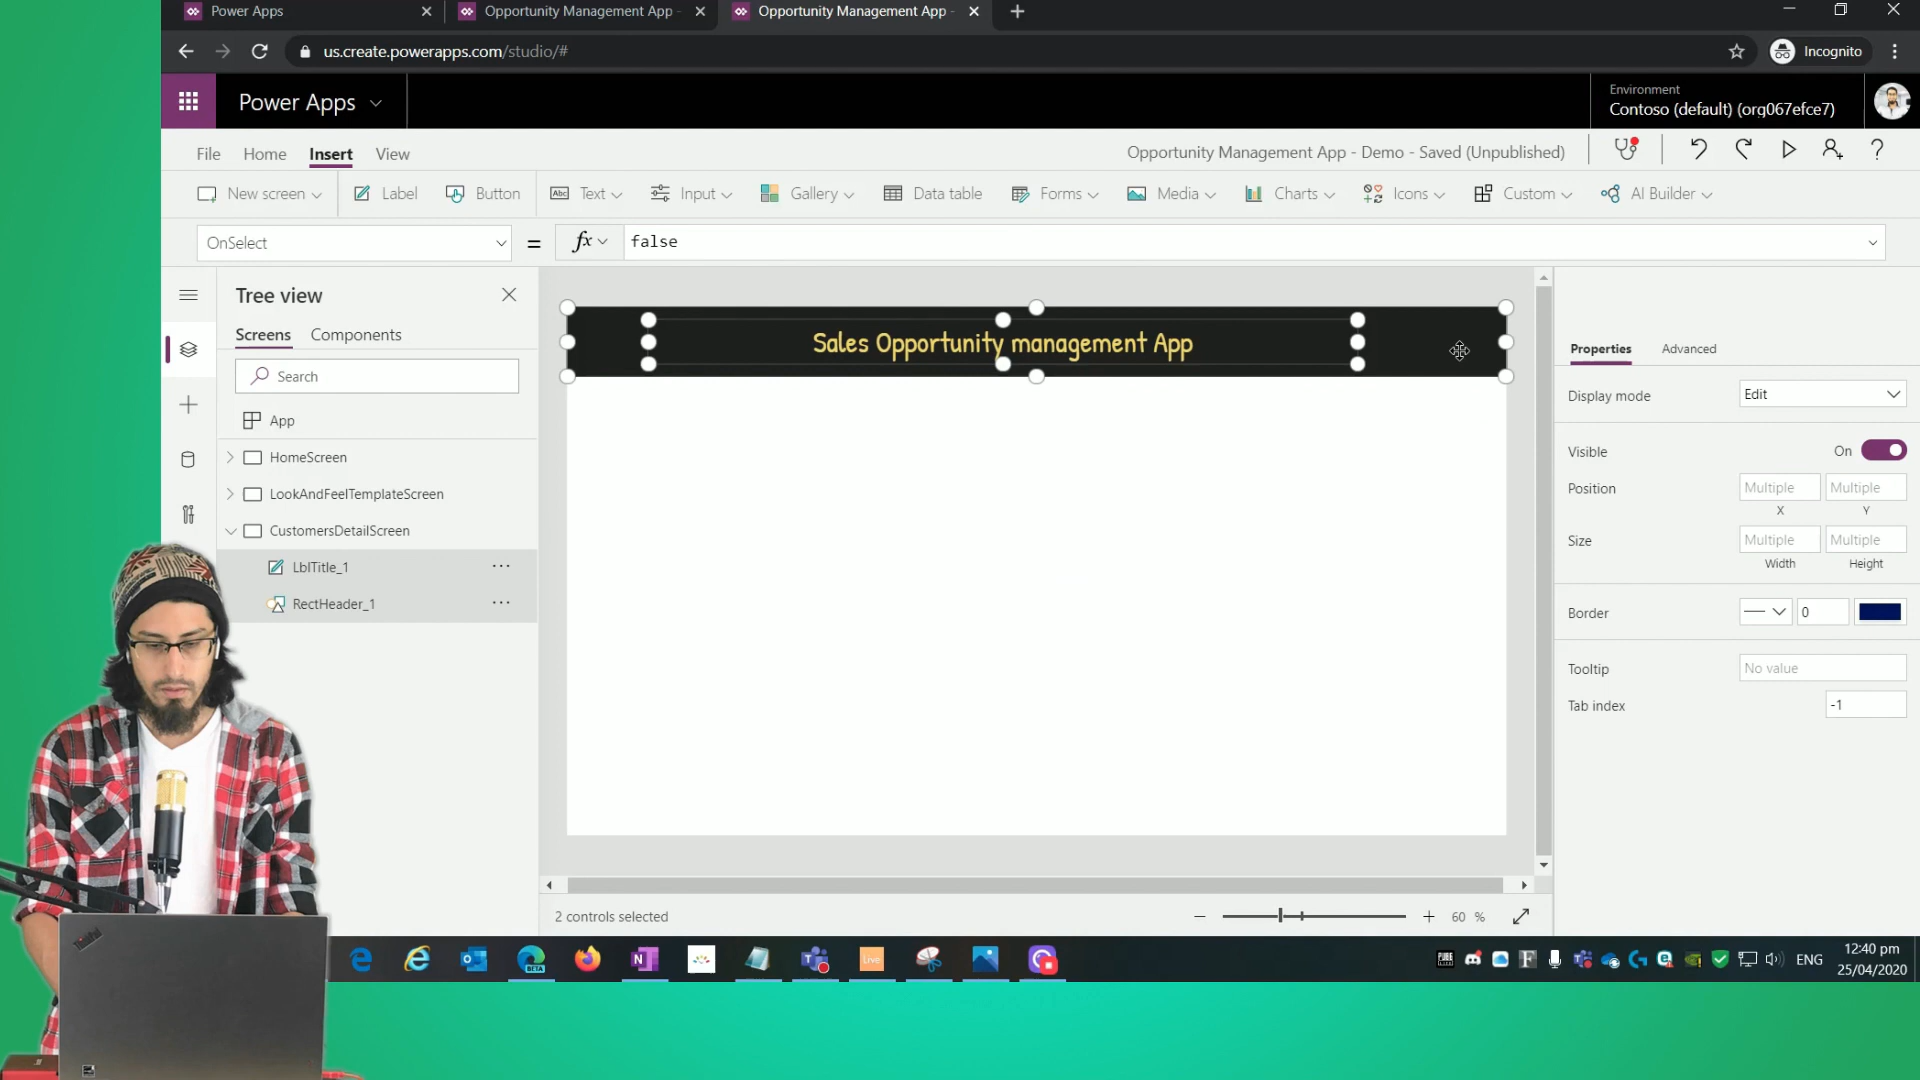 Power Apps
Opportunity Management App -
Opportunity Management App -
us.create.powerapps.com/studio/#
Incognito
Power Apps
Environment
Contoso (default) (org067efce7)
File
Home
Insert
View
Opportunity Management App - Demo - Saved (Unpublished)
New screen
Label
Button
Abc
Text
Input
Gallery
Data table
Forms
Media
Charts
Icons
Custom
AI Builder
OnSelect
=
fx
false
Tree view
Screens
Components
Search
App
HomeScreen
LookAndFeelTemplateScreen
CustomersDetailScreen
LblTitle_1
RectHeader_1
Sales Opportunity management App
Properties
Advanced
Display mode
Edit
Visible
On
Position
Multiple
Multiple
X
Y
Size
Multiple
Multiple
Width
Height
Border
0
Tooltip
No value
Tab index
-1
2 controls selected
60 %
BETA
N
Live
PUBG
F
ENG
12:40 pm
25/04/2020
ThinkPad